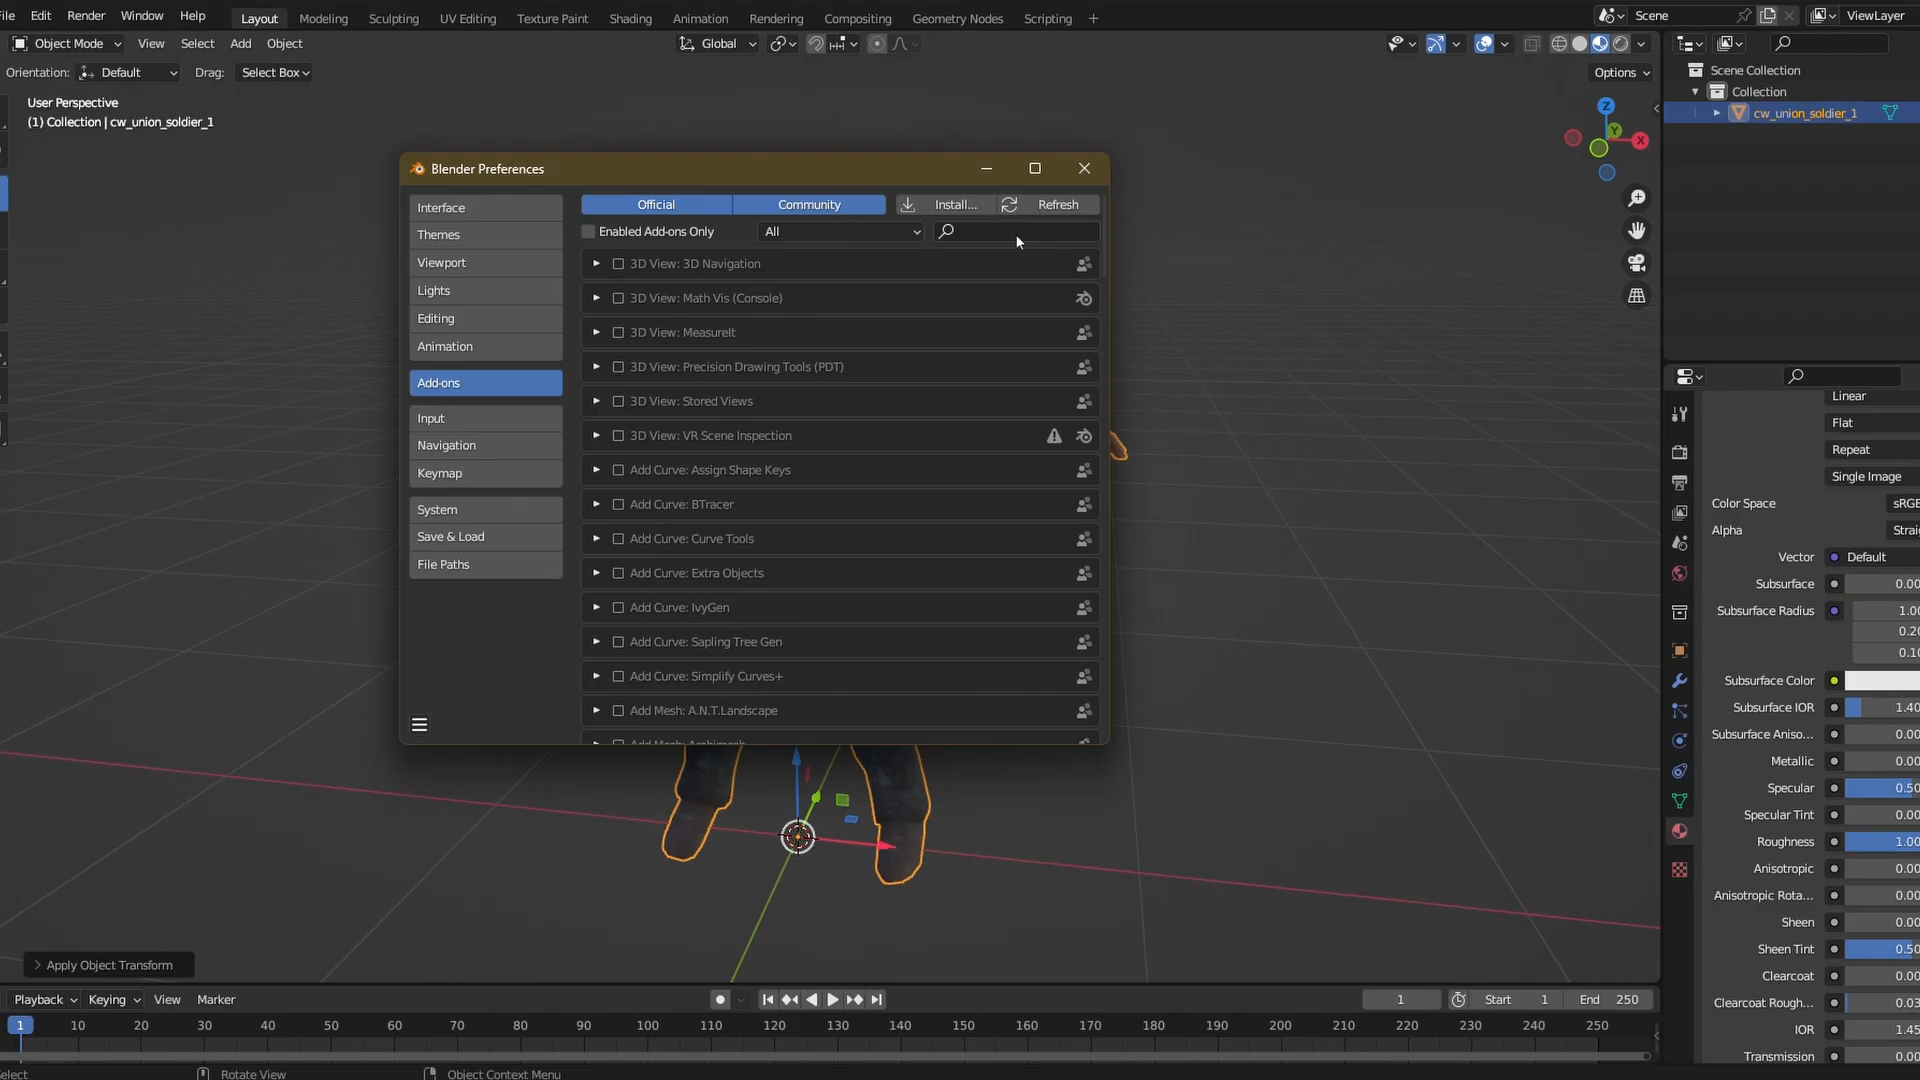 File Edit Render Window Help Layout Modeling Sculpting UV Editing Texture Paint Shading Animation Rendering Compositing Geometry Nodes Scripting + Scene ViewLayer
Object Mode View Select Add Object Global
Orientation: Default Drag: Select Box Options
User Perspective
(1) Collection | cw_union_soldier_1
Scene Collection
Collection
cw_union_soldier_1
Z
Y
X
Blender Preferences
Interface
Themes
Viewport
Lights
Editing
Animation
Add-ons
Input
Navigation
Keymap
System
Save & Load
File Paths
Official Community Install... Refresh
Enabled Add-ons Only All
3D View: 3D Navigation
3D View: Math Vis (Console)
3D View: MeasureIt
3D View: Precision Drawing Tools (PDT)
3D View: Stored Views
3D View: VR Scene Inspection
Add Curve: Assign Shape Keys
Add Curve: BTracer
Add Curve: Curve Tools
Add Curve: Extra Objects
Add Curve: IvyGen
Add Curve: Sapling Tree Gen
Add Curve: Simplify Curves+
Add Mesh: A.N.T.Landscape
Add Mesh: Archimesh
Linear
Flat
Repeat
Single Image
Color Space sRGB
Alpha Straig
Vector Default
Subsurface 0.00
Subsurface Radius 1.00
0.20
0.10
Subsurface Color
Subsurface IOR 1.40
Subsurface Aniso... 0.00
Metallic 0.00
Specular 0.50
Specular Tint 0.00
Roughness 1.00
Anisotropic 0.00
Anisotropic Rota... 0.00
Sheen 0.00
Sheen Tint 0.50
Clearcoat 0.00
Clearcoat Rough... 0.03
IOR 1.45
Transmission 0.00
Apply Object Transform
Playback Keying View Marker 1 Start 1 End 250
1 10 20 30 40 50 60 70 80 90 100 110 120 130 140 150 160 170 180 190 200 210 220 230 240 250
Select Rotate View Object Context Menu